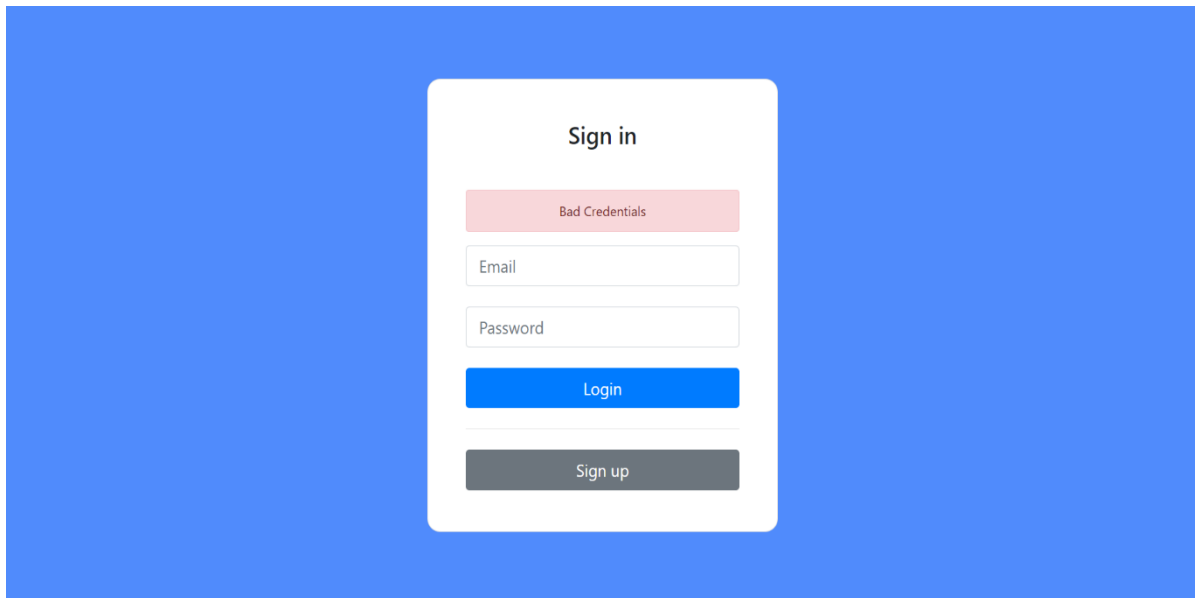 Sign in
Bad Credentials
Email
Password
Login
Sign up